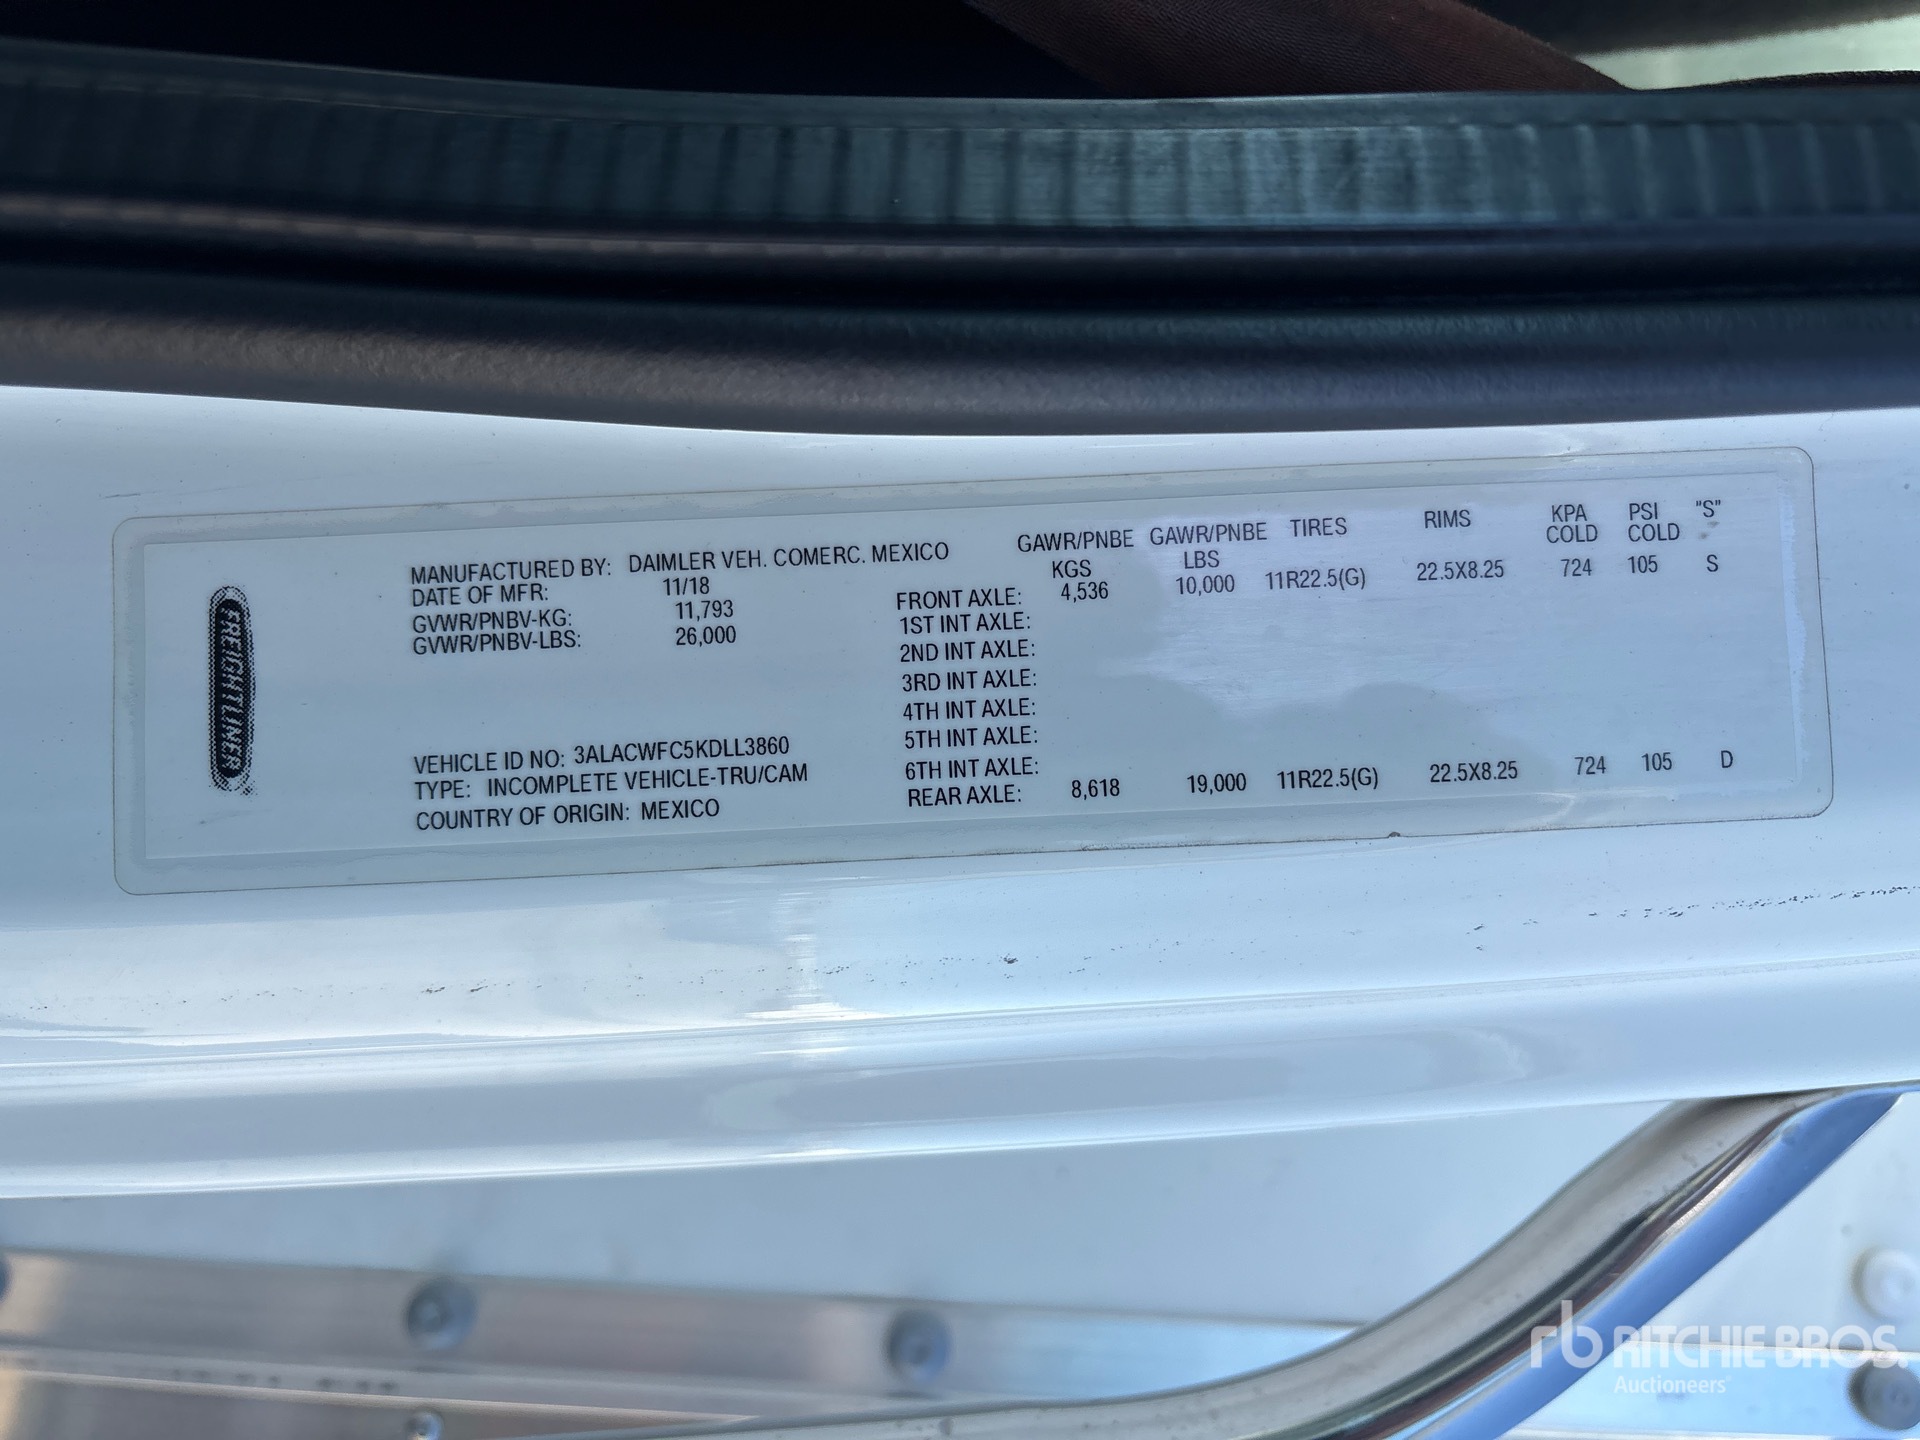 FREIGHTLINER
MANUFACTURED BY: DAIMLER VEH. COMERC. MEXICO
DATE OF MFR: 11/18
GVWR/PNBV-KG: 11,793
GVWR/PNBV-LBS: 26,000
VEHICLE ID NO: 3ALACWFC5KDLL3860
TYPE: INCOMPLETE VEHICLE-TRU/CAM
COUNTRY OF ORIGIN: MEXICO
GAWR/PNBE GAWR/PNBE TIRES RIMS KPA PSI "S"
KGS LBS COLD COLD
FRONT AXLE: 4,536 10,000 11R22.5(G) 22.5X8.25 724 105 S
1ST INT AXLE:
2ND INT AXLE:
3RD INT AXLE:
4TH INT AXLE:
5TH INT AXLE:
6TH INT AXLE:
REAR AXLE: 8,618 19,000 11R22.5(G) 22.5X8.25 724 105 D
rb RITCHIE BROS.
Auctioneers